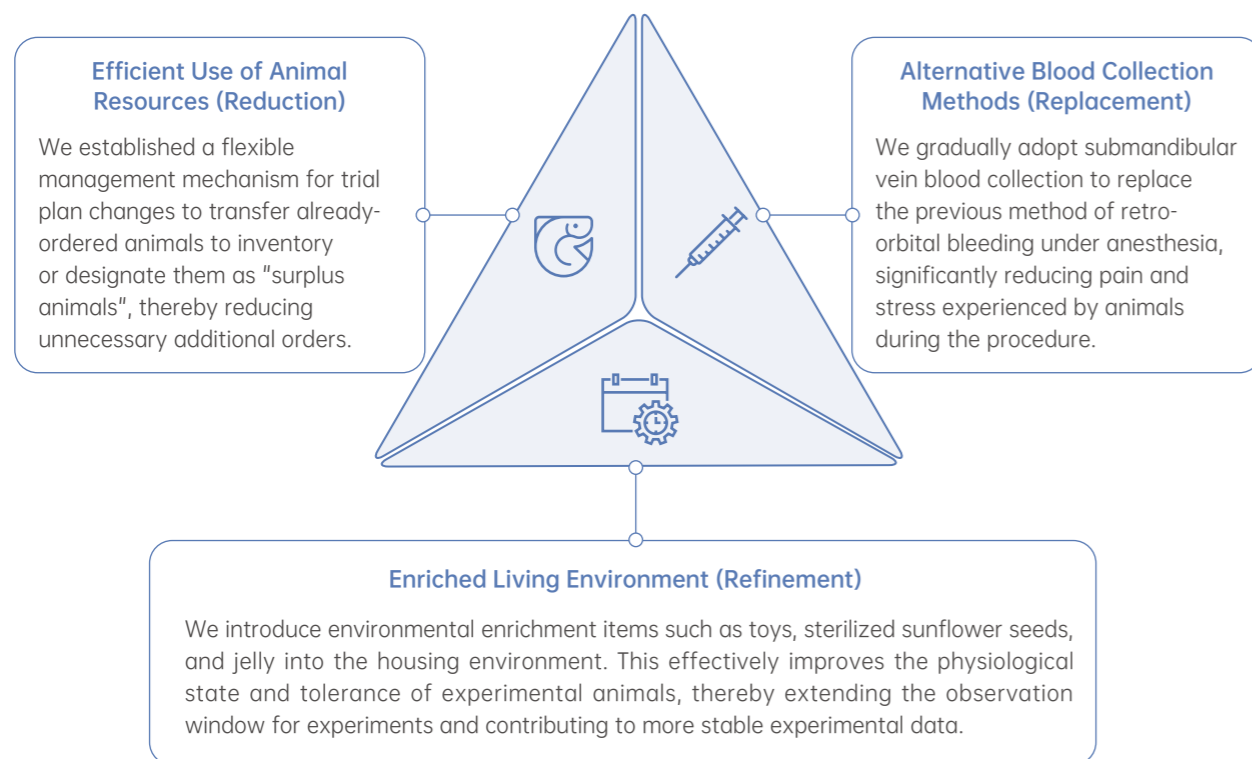 Efficient Use of Animal
Resources (Reduction)
We established a flexible
management mechanism for trial
plan changes to transfer already-
ordered animals to inventory
or designate them as "surplus
animals", thereby reducing
unnecessary additional orders.
Alternative Blood Collection
Methods (Replacement)
We gradually adopt submandibular
vein blood collection to replace
the previous method of retro-
orbital bleeding under anesthesia,
significantly reducing pain and
stress experienced by animals
during the procedure.
Enriched Living Environment (Refinement)
We introduce environmental enrichment items such as toys, sterilized sunflower seeds,
and jelly into the housing environment. This effectively improves the physiological
state and tolerance of experimental animals, thereby extending the observation
window for experiments and contributing to more stable experimental data.